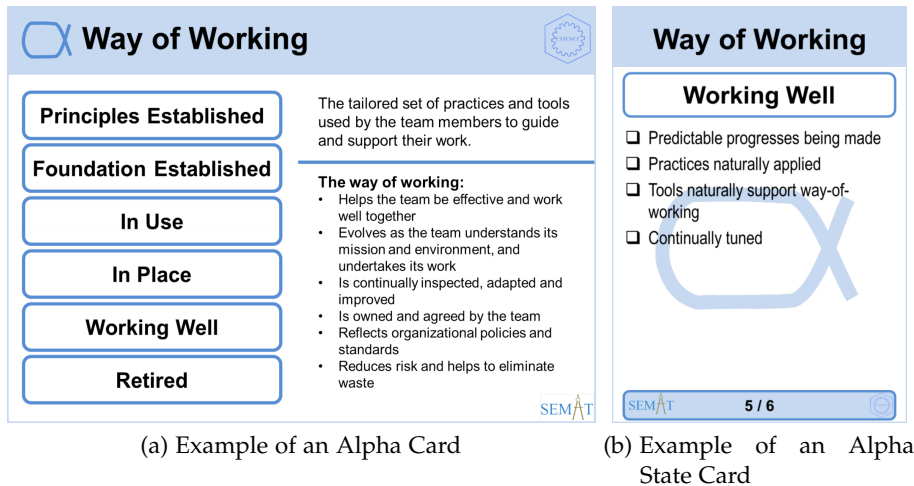 Way of Working
ESSENCE
Principles Established
Foundation Established
In Use
In Place
Working Well
Retired
The tailored set of practices and tools
used by the team members to guide
and support their work.
The way of working:
• Helps the team be effective and work
well together
• Evolves as the team understands its
mission and environment, and
undertakes its work
• Is continually inspected, adapted and
improved
• Is owned and agreed by the team
• Reflects organizational policies and
standards
• Reduces risk and helps to eliminate
waste
SEMAT
(a) Example of an Alpha Card
Way of Working
Working Well
❑ Predictable progresses being made
❑ Practices naturally applied
❑ Tools naturally support way-of-
working
❑ Continually tuned
SEMAT
5 / 6
(b) Example of an Alpha
State Card